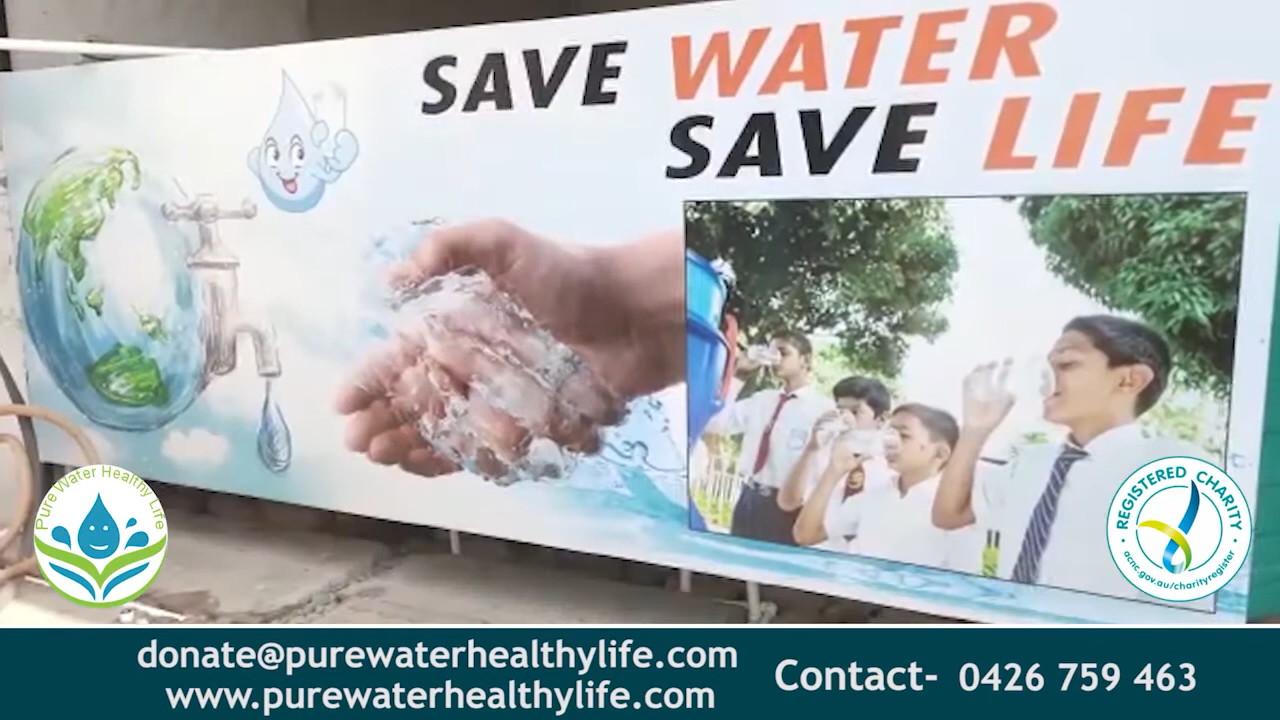 SAVE WATER
SAVE LIFE
Pure Water Healthy Life
REGISTERED CHARITY
acnc.gov.au/charityregister
donate@purewaterhealthylife.com
www.purewaterhealthylife.com
Contact- 0426 759 463